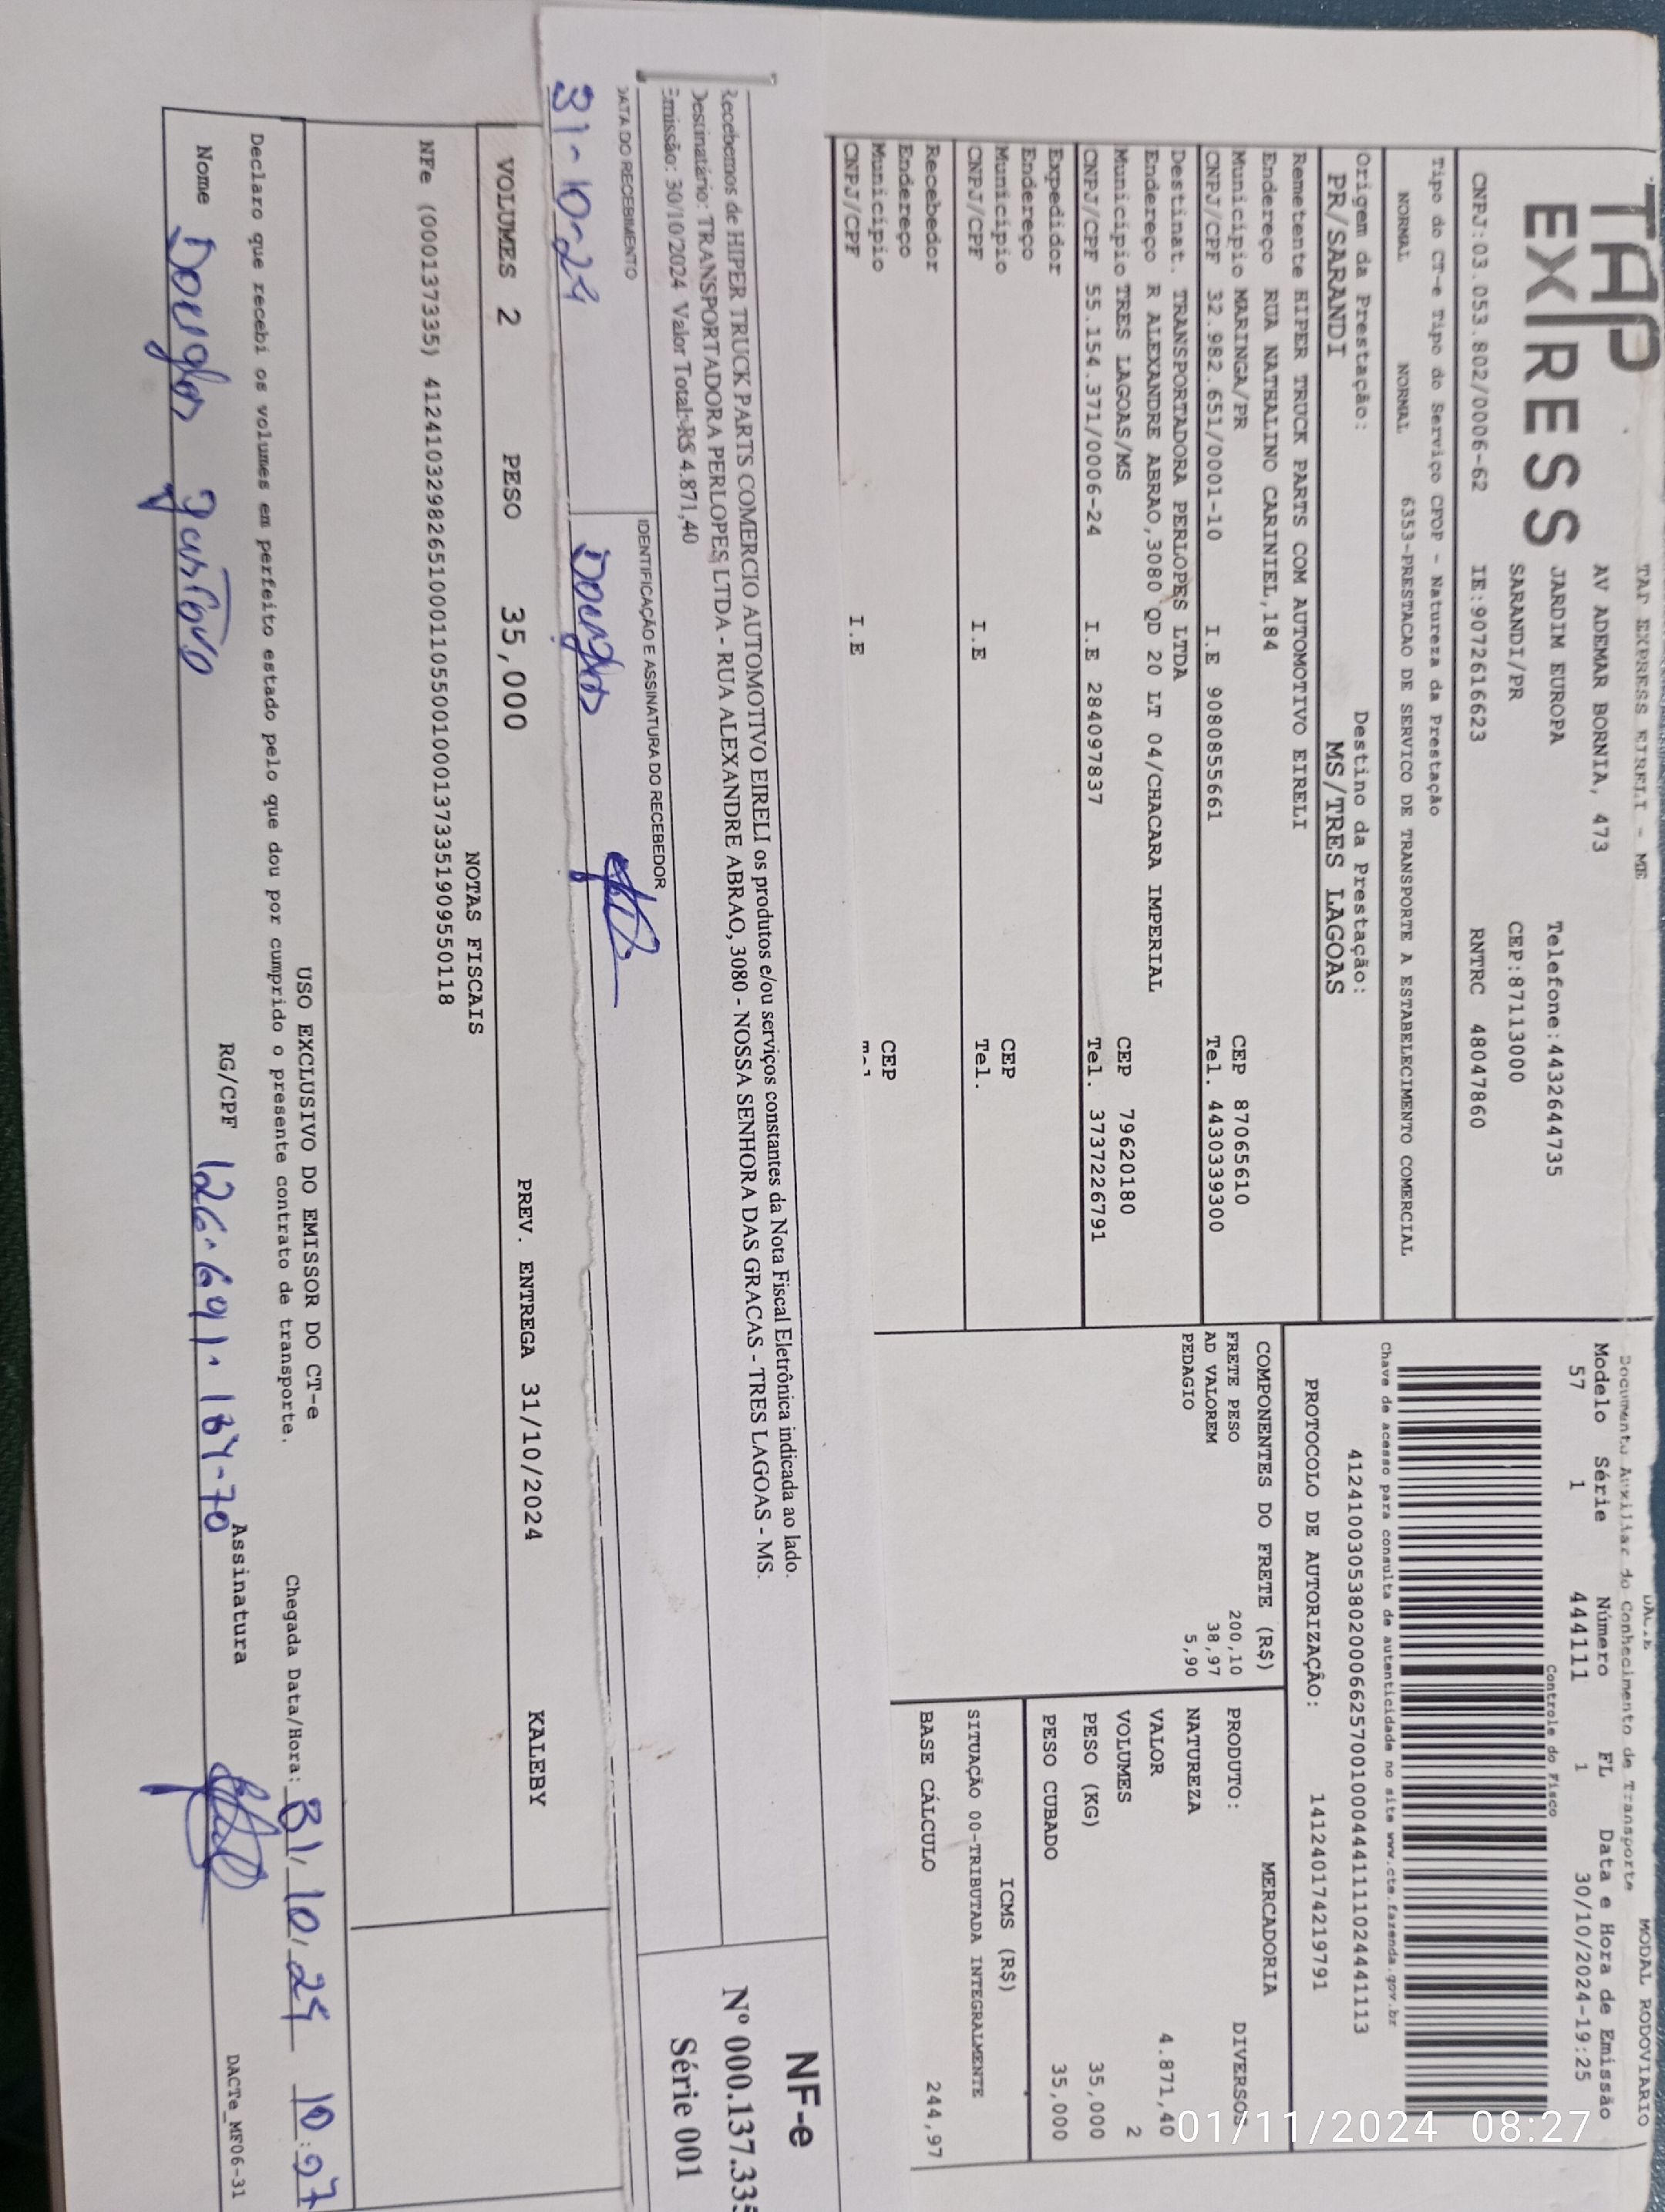 TAP EXPRESS EIRELI - ME
TAP
EXPRESS
AV ADEMAR BORNIA, 473
JARDIM EUROPA
Telefone:4432644735
SARANDI/PR
CEP:87113000
CNPJ:03.053.802/0006-62 IE:9072616623 RNTRC 48047860
Tipo do CT-e Tipo do Serviço CFOP - Natureza da Prestação
NORMAL NORMAL 6353-PRESTACAO DE SERVICO DE TRANSPORTE A ESTABELECIMENTO COMERCIAL
Origem da Prestação: Destino da Prestação:
PR/SARANDI MS/TRES LAGOAS
Remetente HIPER TRUCK PARTS COM AUTOMOTIVO EIRELI
Endereço RUA NATHALINO CARINIEL,184
Município MARINGA/PR CEP 87065610
CNPJ/CPF 32.982.651/0001-10 I.E 9080855661 Tel. 4430339300
Destinat. TRANSPORTADORA PERLOPES LTDA
Endereço R ALEXANDRE ABRAO,3080 QD 20 LT 04/CHACARA IMPERIAL
Município TRES LAGOAS/MS CEP 79620180
CNPJ/CPF 55.154.371/0006-24 I.E 284097837 Tel. 3737226791
Expedidor
Endereço
Município CEP
CNPJ/CPF I.E Tel.
Recebedor
Endereço
Município CEP
CNPJ/CPF I.E
MODAL RODOVIARIO
Documento Auxiliar do Conhecimento de Transporte
Modelo Série Número FL Data e Hora de Emissão
57 1 444111 1 30/10/2024-19:25
Controle do Fisco
Chave de acesso para consulta de autenticidade no site www.cte.fazenda.gov.br
41241003053802000662570010004441111024441113
PROTOCOLO DE AUTORIZAÇÃO: 141240174219791
COMPONENTES DO FRETE (R$)
FRETE PESO 200,10
AD VALOREM 38,97
PEDAGIO 5,90
MERCADORIA
PRODUTO: DIVERSOS
NATUREZA
VALOR 4.871,40
VOLUMES 2
PESO (KG) 35,000
PESO CUBADO 35,000
ICMS (R$)
SITUAÇÃO 00-TRIBUTADA INTEGRALMENTE
BASE CÁLCULO 244,97
Recebemos de HIPER TRUCK PARTS COMERCIO AUTOMOTIVO EIRELI os produtos e/ou serviços constantes da Nota Fiscal Eletrônica indicada ao lado.
Destinatário: TRANSPORTADORA PERLOPES LTDA - RUA ALEXANDRE ABRAO, 3080 - NOSSA SENHORA DAS GRACAS - TRES LAGOAS - MS.
Emissão: 30/10/2024 Valor Total: R$ 4.871,40
DATA DO RECEBIMENTO IDENTIFICAÇÃO E ASSINATURA DO RECEBEDOR
31-10-24 Douglas
NF-e
Nº 000.137.335
Série 001
VOLUMES 2 PESO 35,000 PREV. ENTREGA 31/10/2024 KALEBY
NOTAS FISCAIS
NFe (000137335) 41241032982651000110550010001373351909550118
USO EXCLUSIVO DO EMISSOR DO CT-e
Declaro que recebi os volumes em perfeito estado pelo que dou por cumprido o presente contrato de transporte.
Chegada Data/Hora: 31/10/24 10:07
Nome Douglas Gustavo RG/CPF 126.691.184-70 Assinatura
DACTe_MF06-31
01/11/2024 08:27